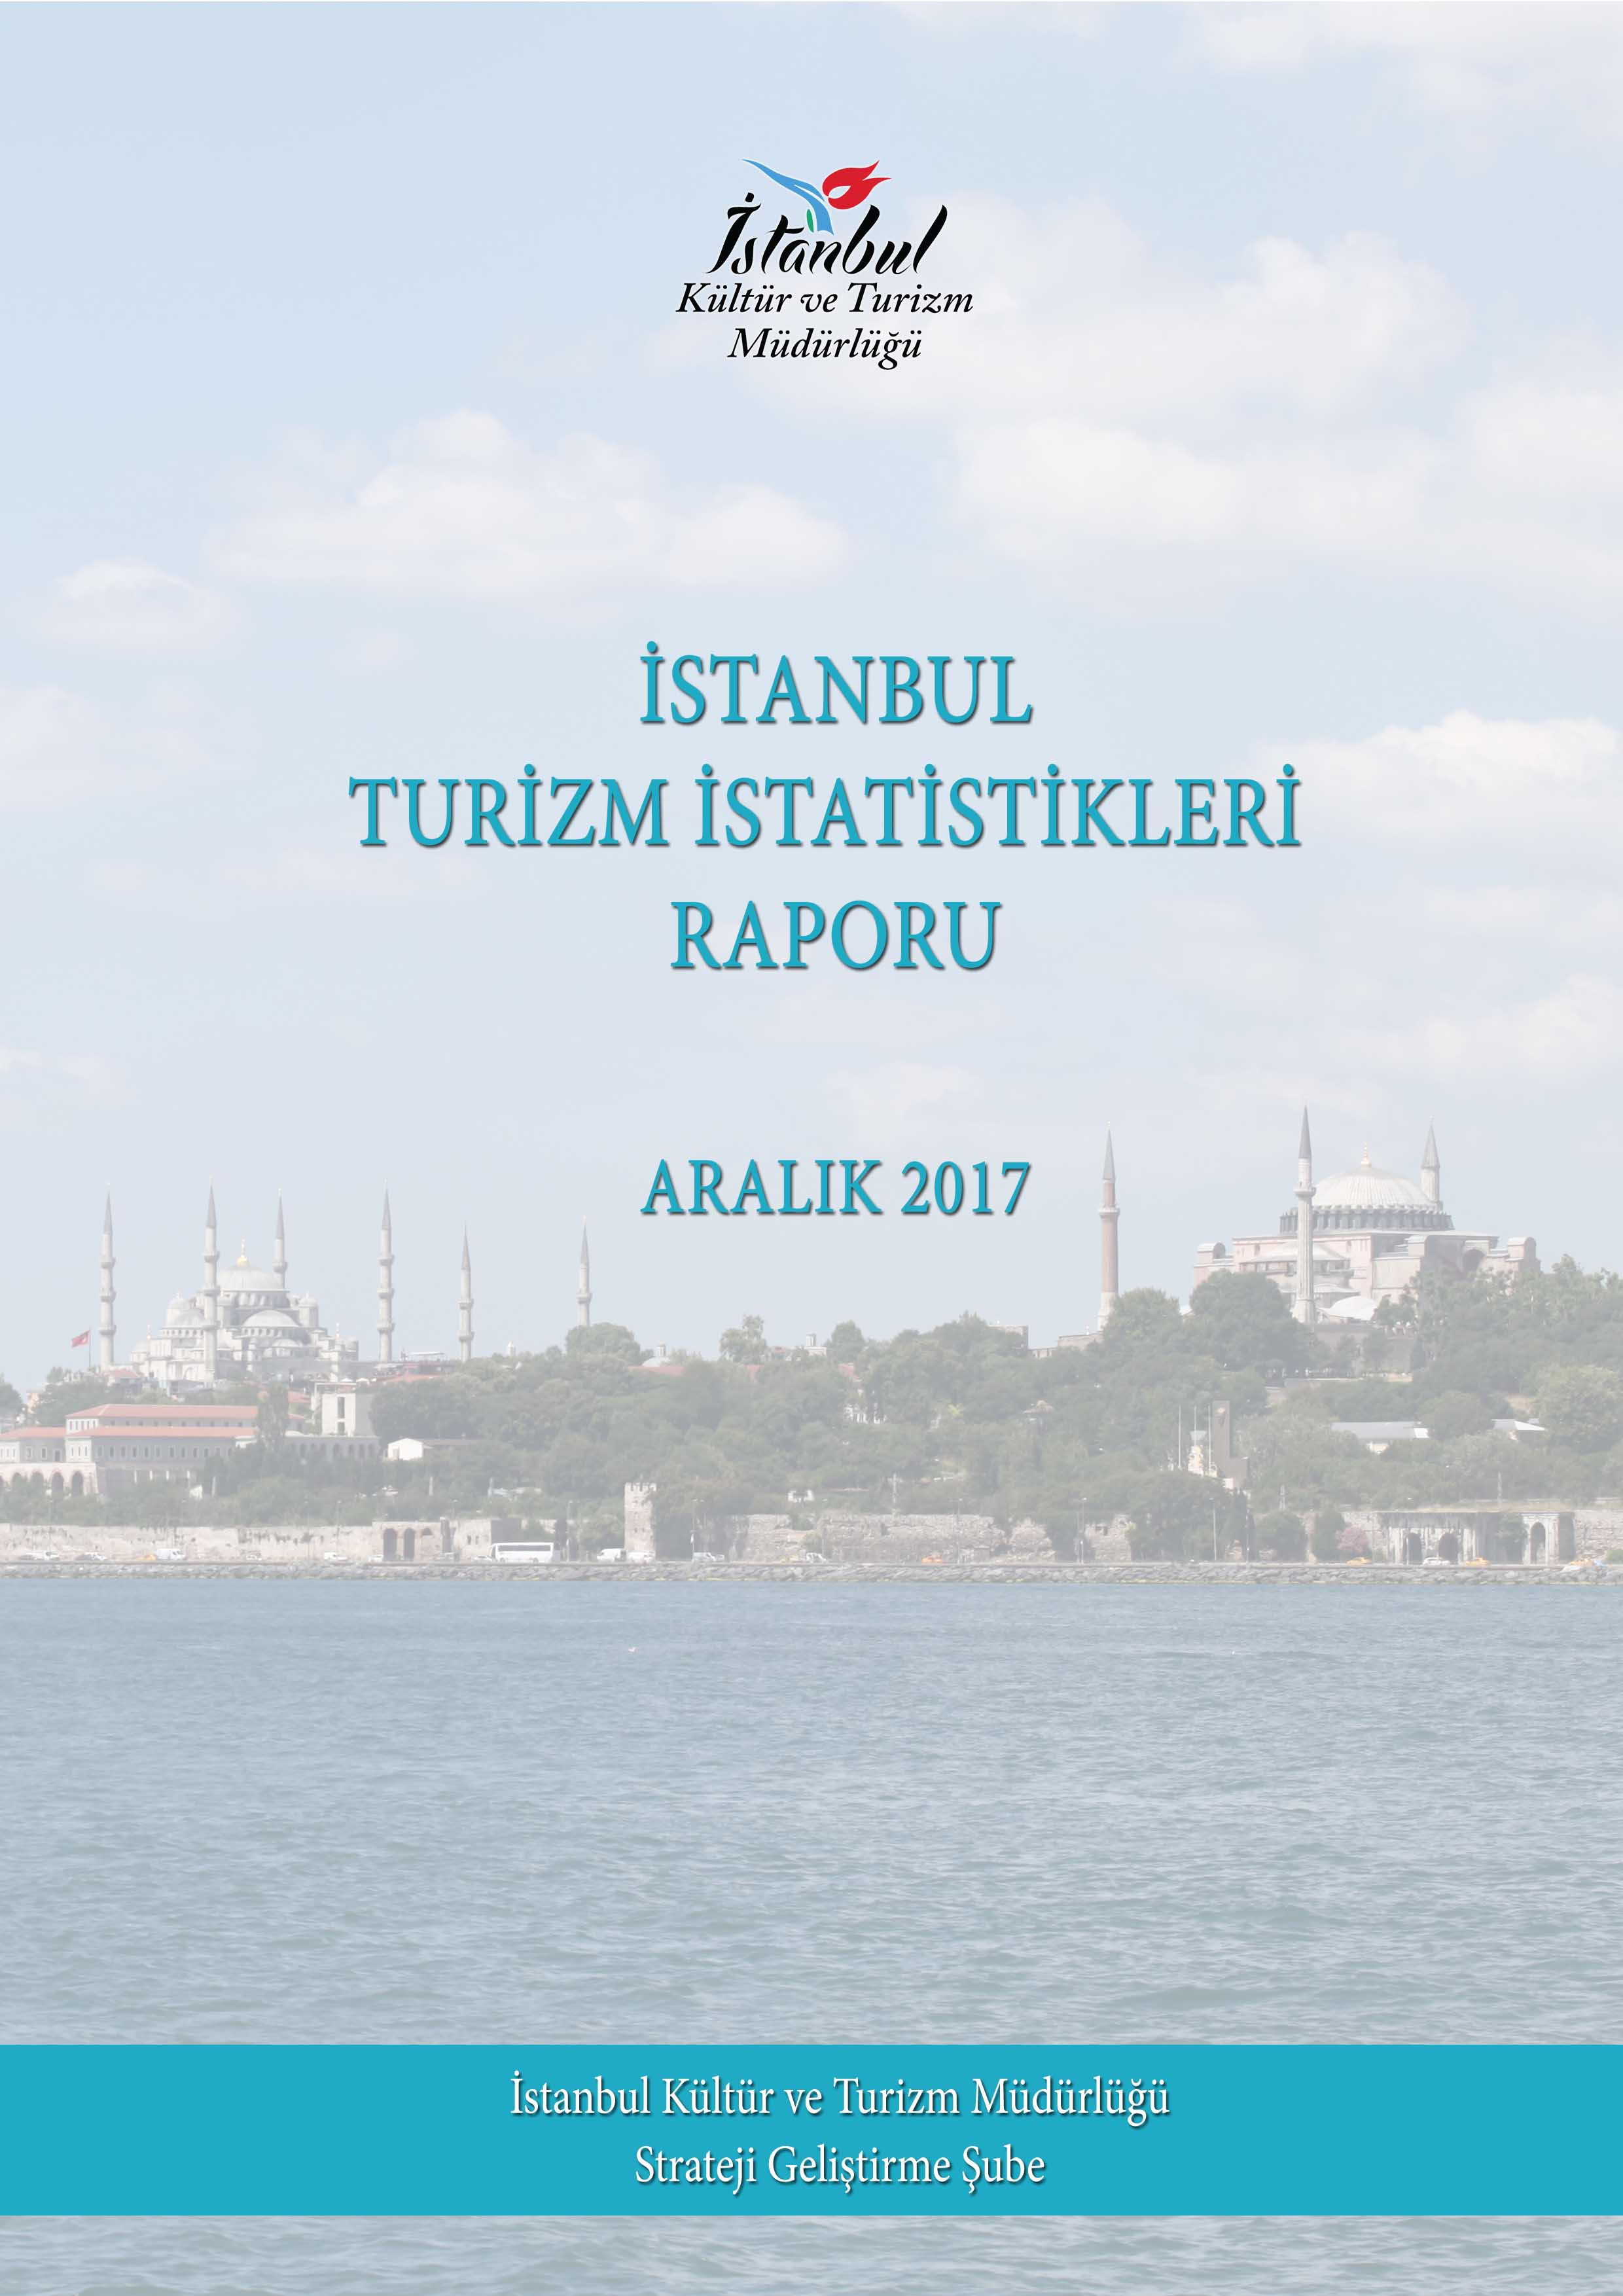 İstanbul
Kültür ve Turizm
Müdürlüğü
İSTANBUL
TURİZM İSTATİSTİKLERİ
RAPORU
ARALIK 2017
İstanbul Kültür ve Turizm Müdürlüğü
Strateji Geliştirme Şube